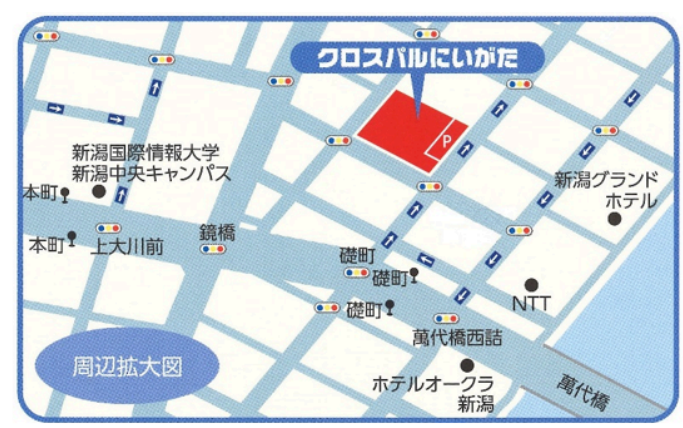 クロスパルにいがた
P
新潟国際情報大学
新潟中央キャンパス
本町
本町
上大川前
鏡橋
礎町
礎町
礎町
新潟グランド
ホテル
NTT
萬代橋西詰
ホテルオークラ
新潟
萬代橋
周辺拡大図